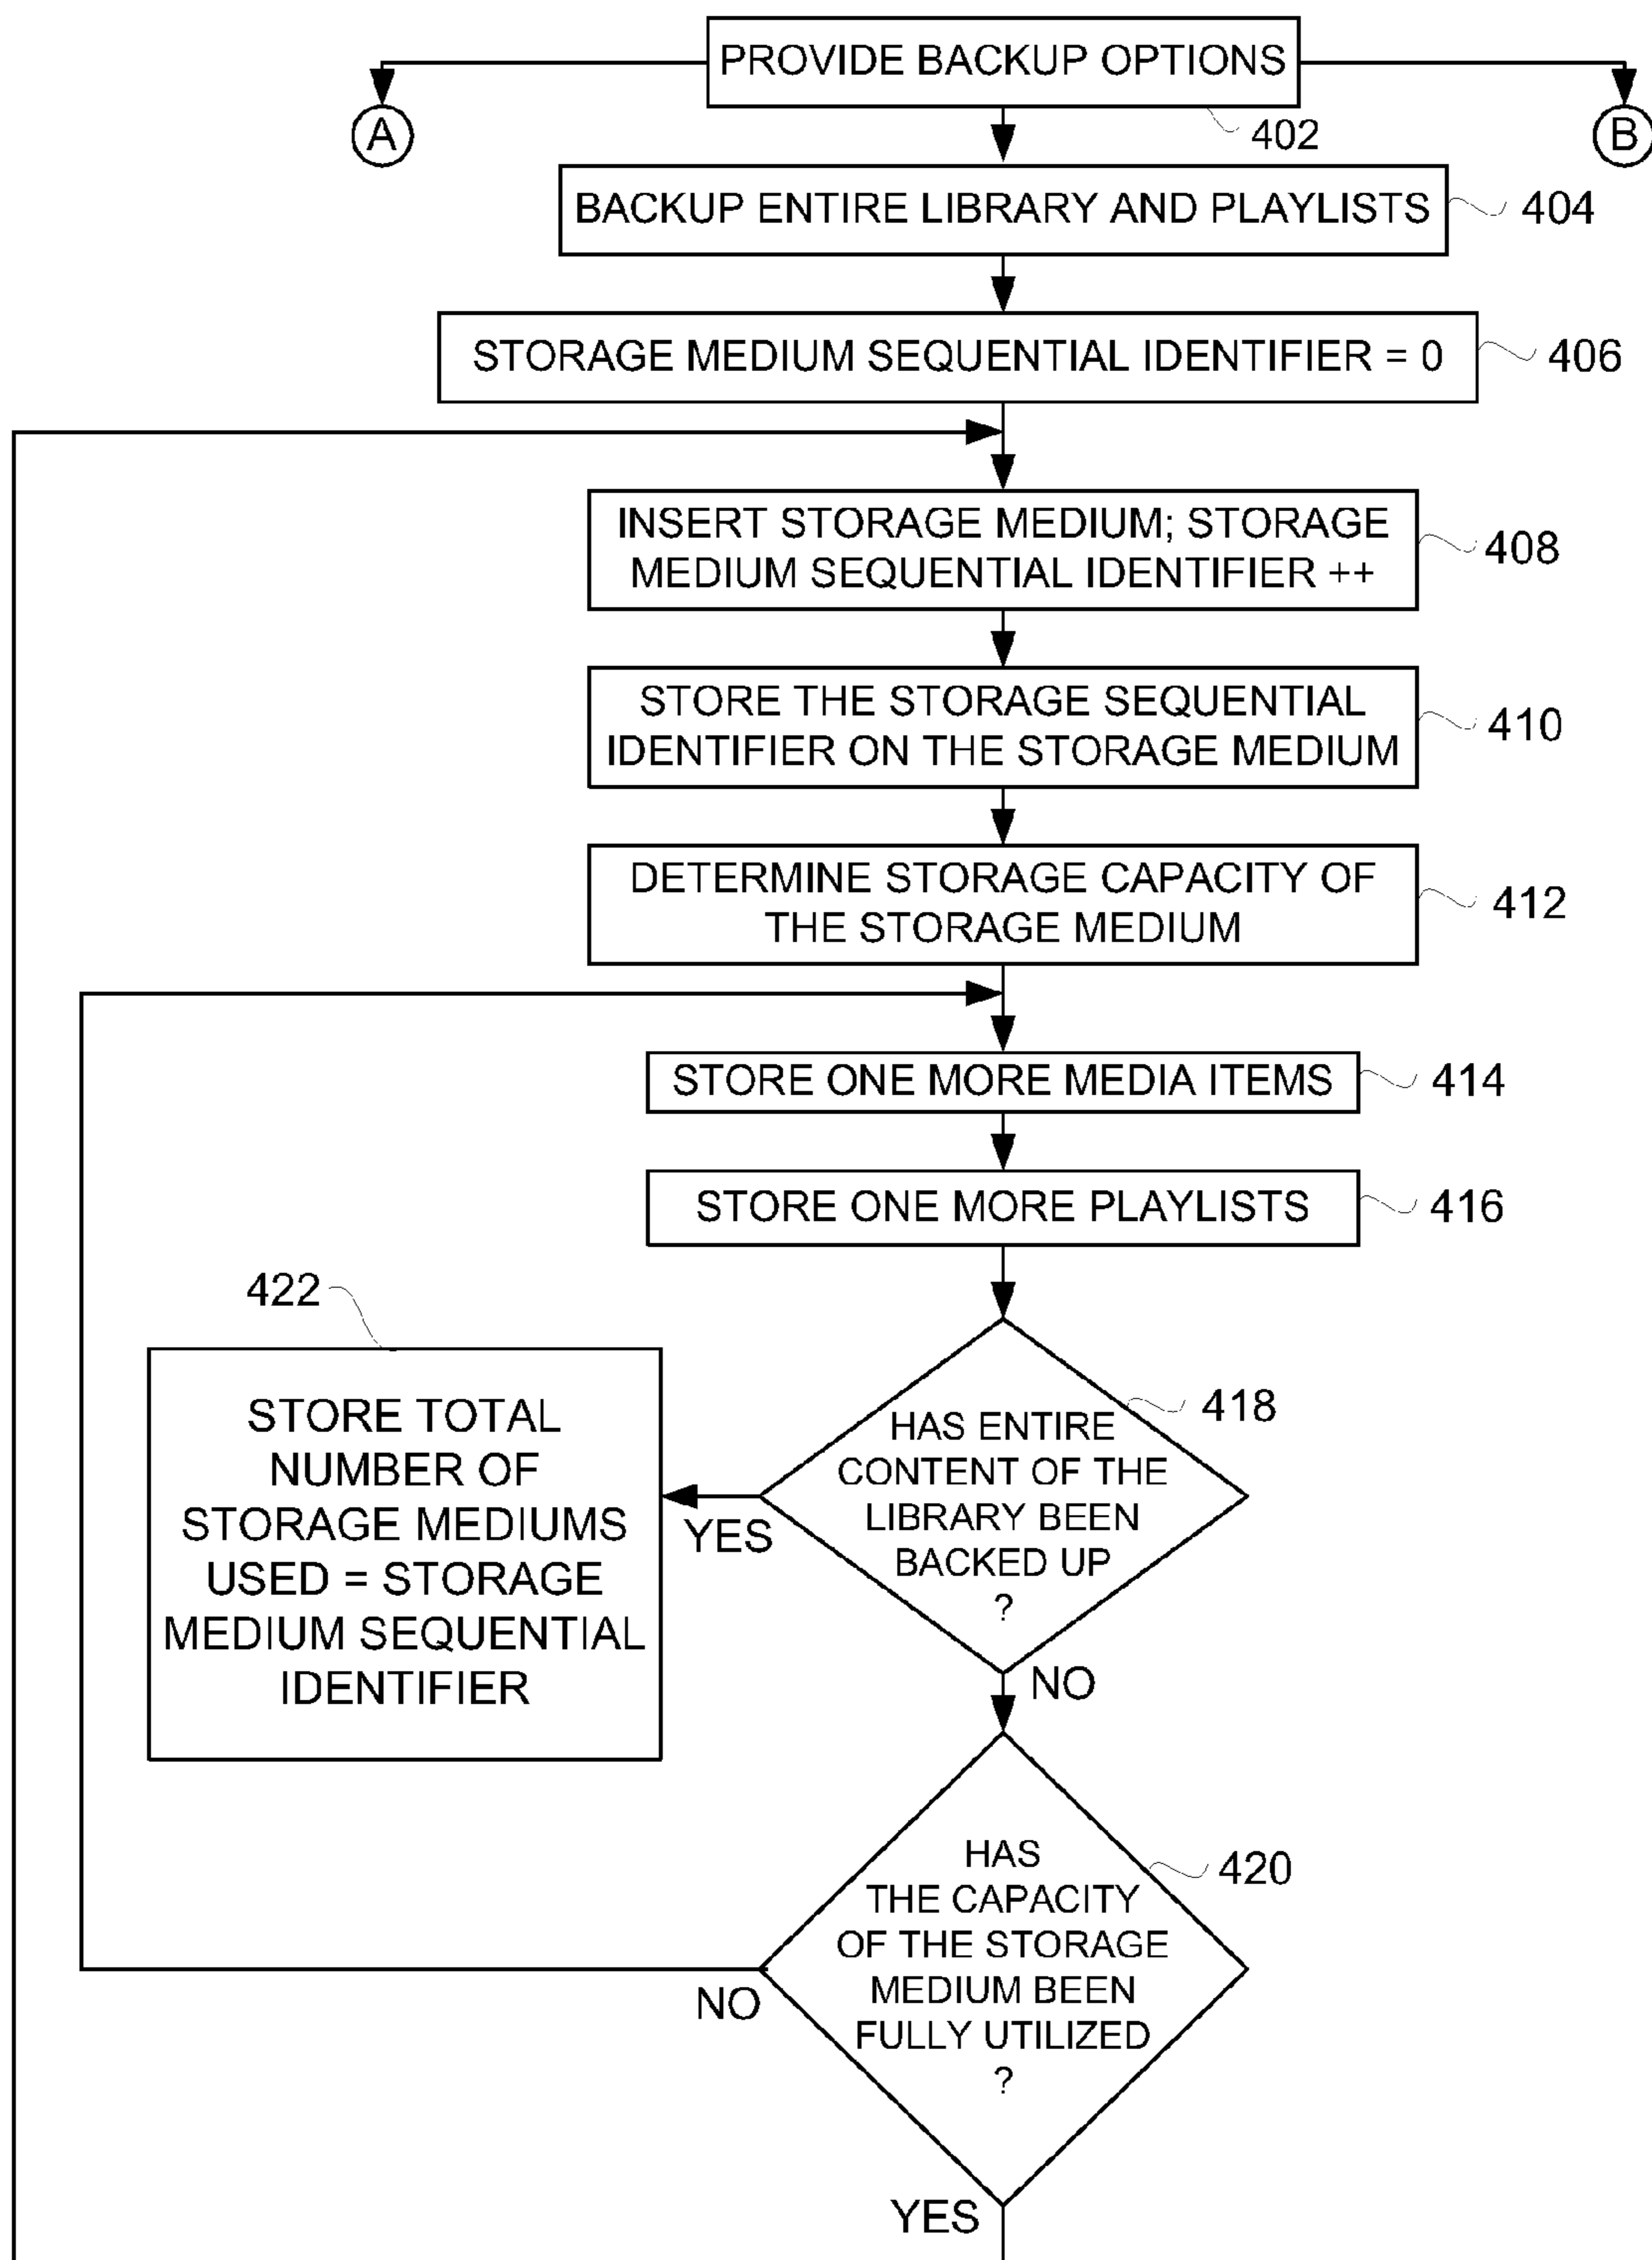 PROVIDE BACKUP OPTIONS
A
B
402
BACKUP ENTIRE LIBRARY AND PLAYLISTS
404
STORAGE MEDIUM SEQUENTIAL IDENTIFIER = 0
406
INSERT STORAGE MEDIUM; STORAGE
MEDIUM SEQUENTIAL IDENTIFIER ++
408
STORE THE STORAGE SEQUENTIAL
IDENTIFIER ON THE STORAGE MEDIUM
410
DETERMINE STORAGE CAPACITY OF
THE STORAGE MEDIUM
412
STORE ONE MORE MEDIA ITEMS
414
STORE ONE MORE PLAYLISTS
416
HAS ENTIRE
CONTENT OF THE
LIBRARY BEEN
BACKED UP
?
418
YES
422
STORE TOTAL
NUMBER OF
STORAGE MEDIUMS
USED = STORAGE
MEDIUM SEQUENTIAL
IDENTIFIER
NO
HAS
THE CAPACITY
OF THE STORAGE
MEDIUM BEEN
FULLY UTILIZED
?
420
NO
YES